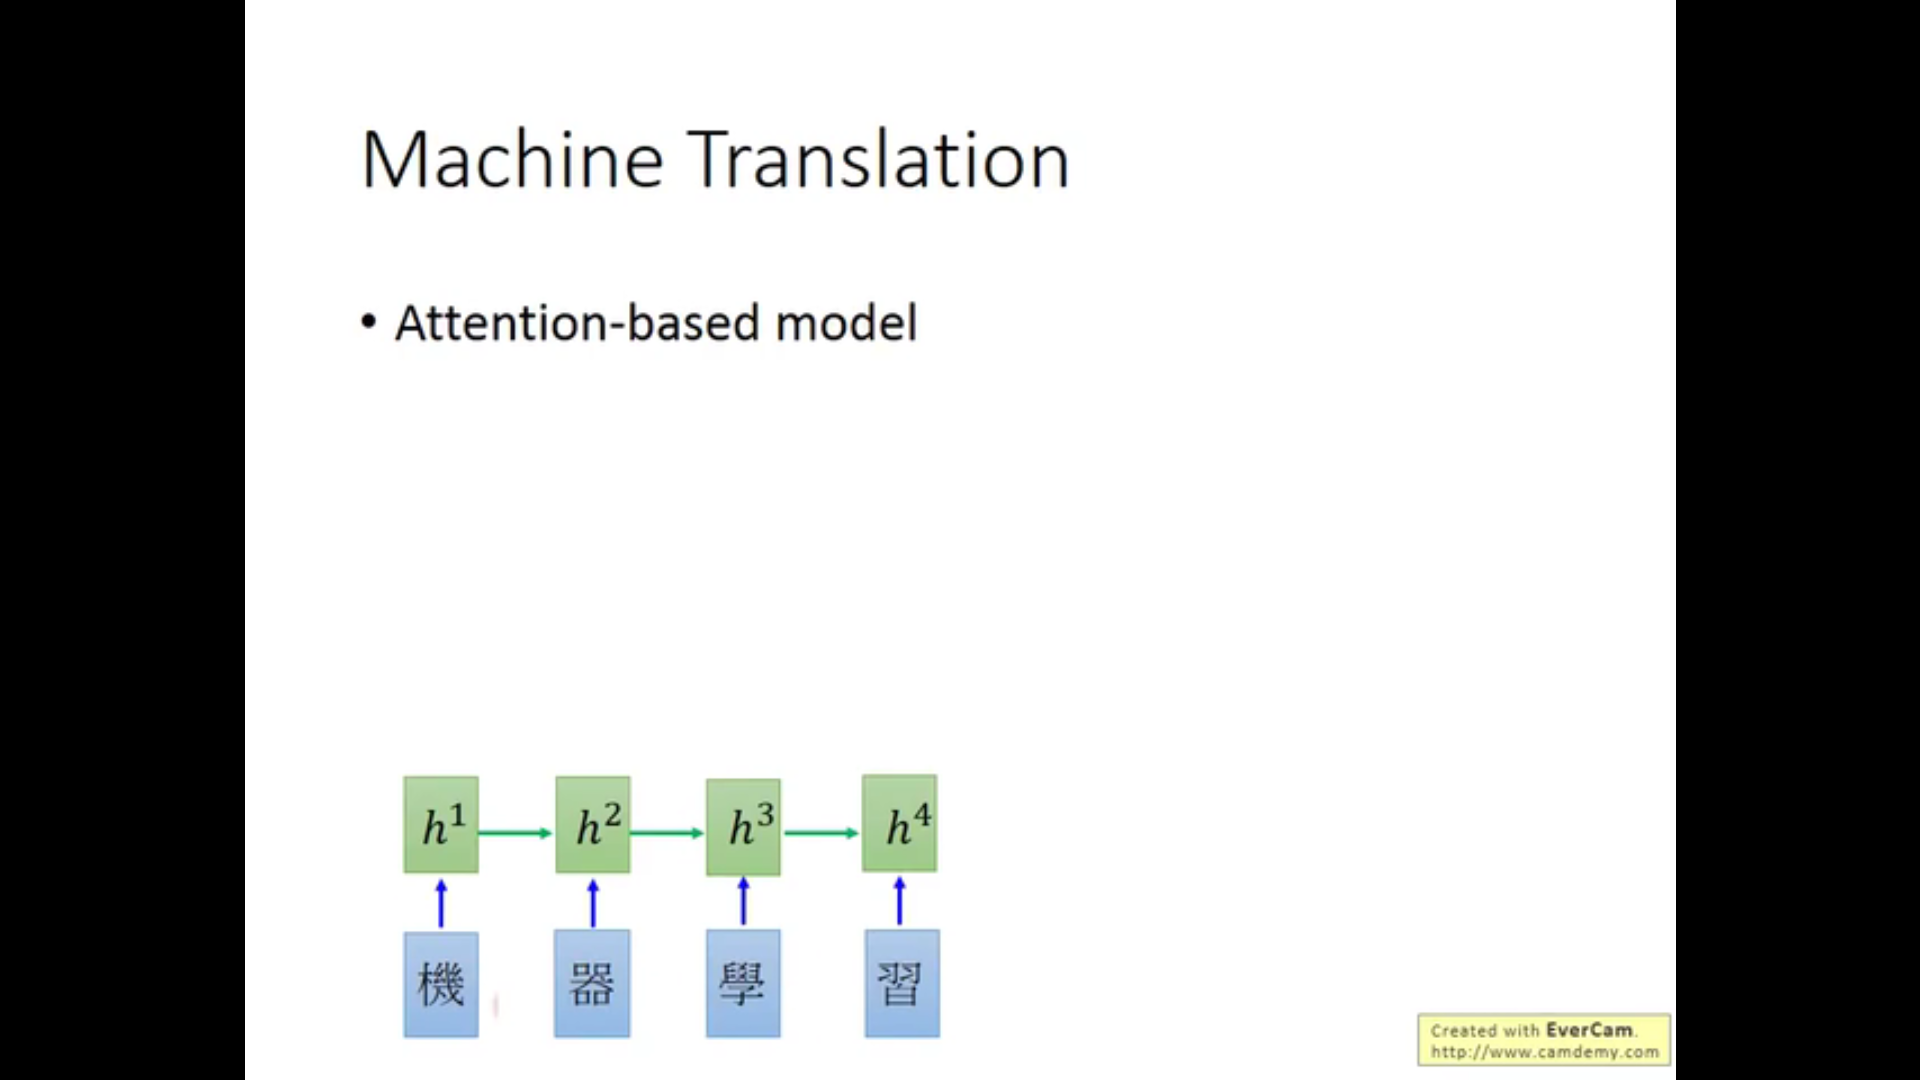 Machine Translation
• Attention-based model
h¹ h² h³ h⁴
機 器 學 習
Created with EverCam.
http://www.camdemy.com